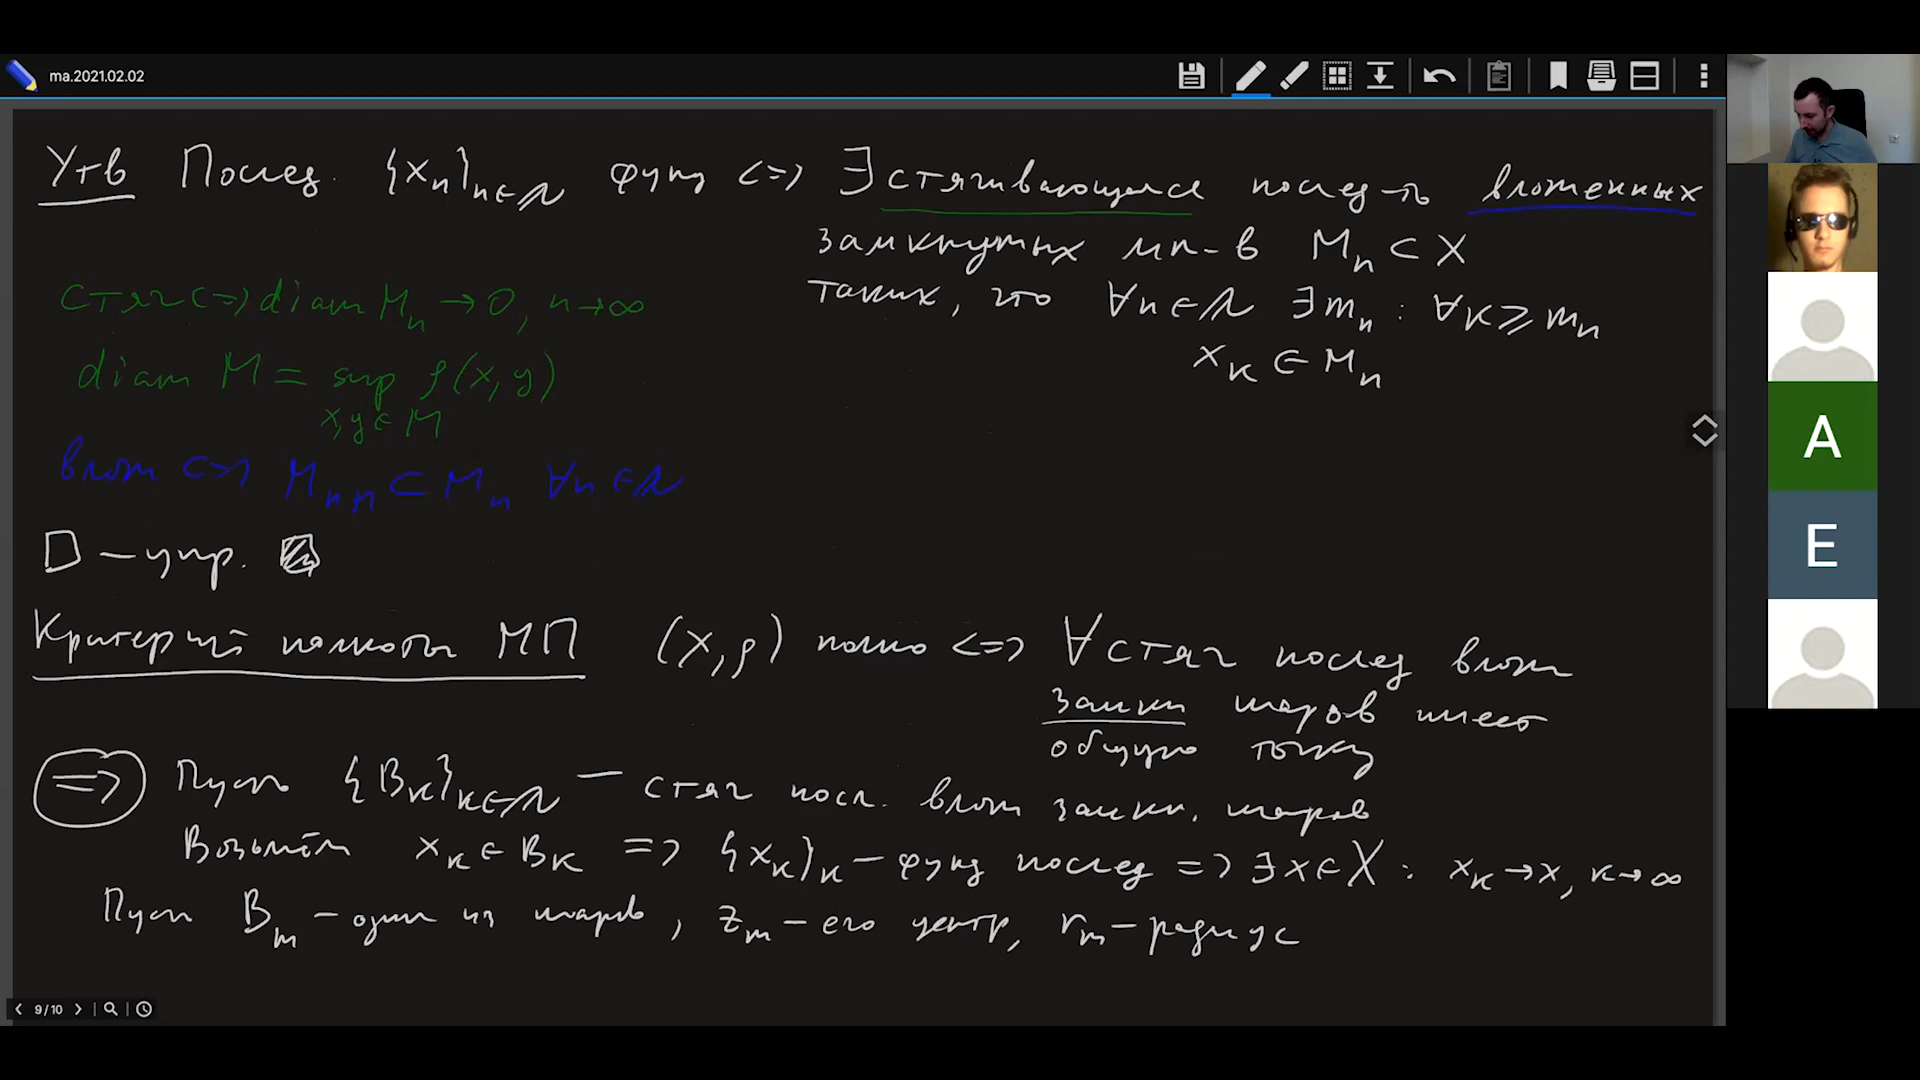 ma.2021.02.02
Утв Послед. {xₙ}ₙ∈ℕ фунд <=> ∃ стягивающаяся послед-ть вложенных
замкнутых мн-в Mₙ ⊂ X
таких, что ∀n∈ℕ ∃mₙ : ∀k⩾mₙ
xₖ ∈ Mₙ
стяг <=> diam Mₙ → 0, n→∞
diam M = sup ρ(x,y)
x,y∈M
влож <=> Mₙ₊₁ ⊂ Mₙ ∀n∈ℕ
D – упр.
Критерий полноты МП (X,ρ) полно <=> ∀ стяг послед влож
замкн шаров имеет
общую точку
=> Пусть {Bₖ}ₖ∈ℕ – стяг посл. влож замкн. шаров
Возьмём xₖ ∈ Bₖ => {xₖ}ₖ – фунд послед => ∃x∈X : xₖ→x, k→∞
Пусть Bₘ – один из шаров, zₘ – его центр, rₘ – радиус
9/10
A
E